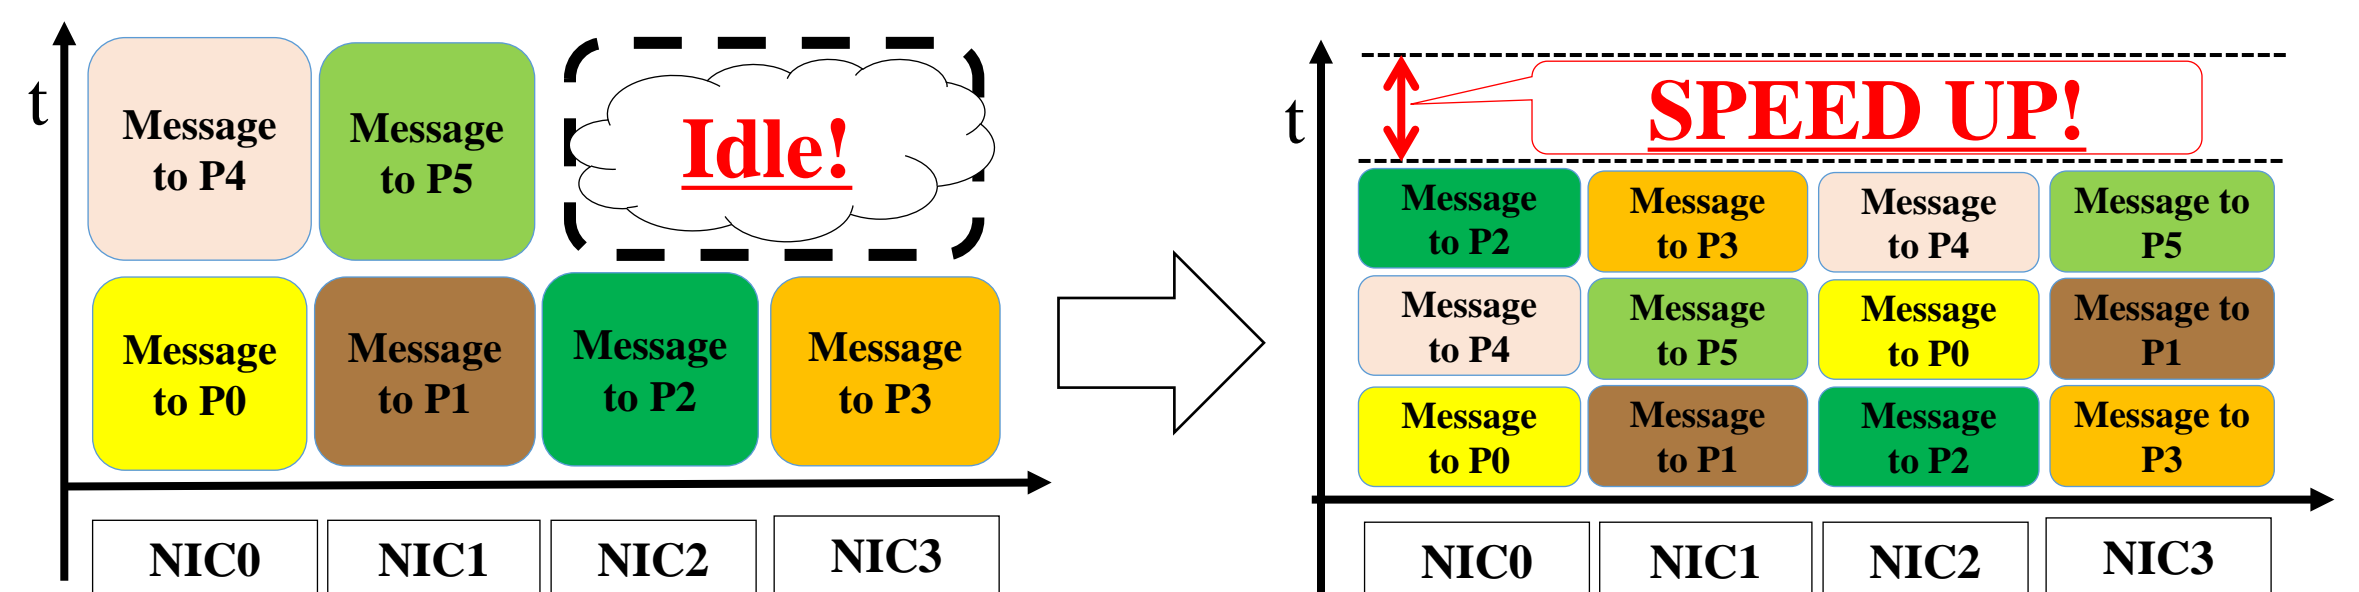 t
Message
to P4
Message
to P5
Idle!
Message
to P0
Message
to P1
Message
to P2
Message
to P3
NIC0
NIC1
NIC2
NIC3
t
SPEED UP!
Message
to P2
Message
to P3
Message
to P4
Message to
P5
Message
to P4
Message
to P5
Message
to P0
Message to
P1
Message
to P0
Message
to P1
Message
to P2
Message to
P3
NIC0
NIC1
NIC2
NIC3